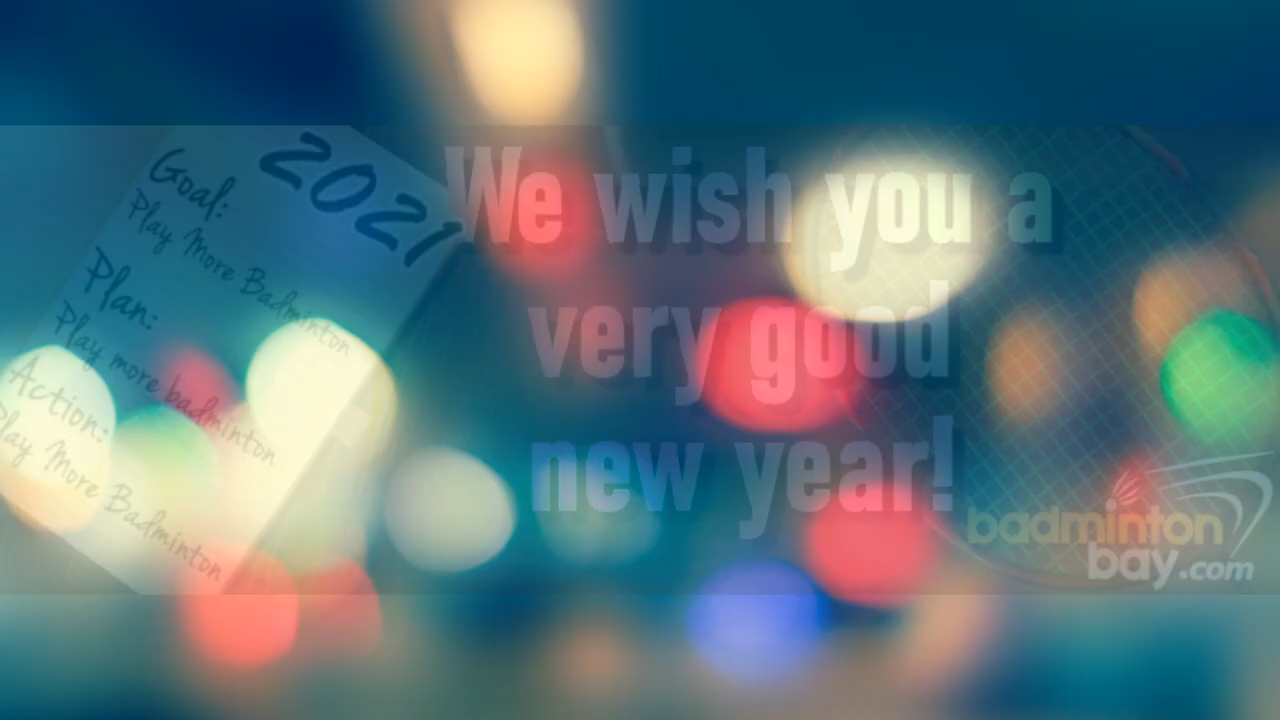 2021
Goal:
Play More Badminton
Plan:
Play more badminton
Action:
Play More Badminton
We wish you a
very good
new year!
badminton
bay.com